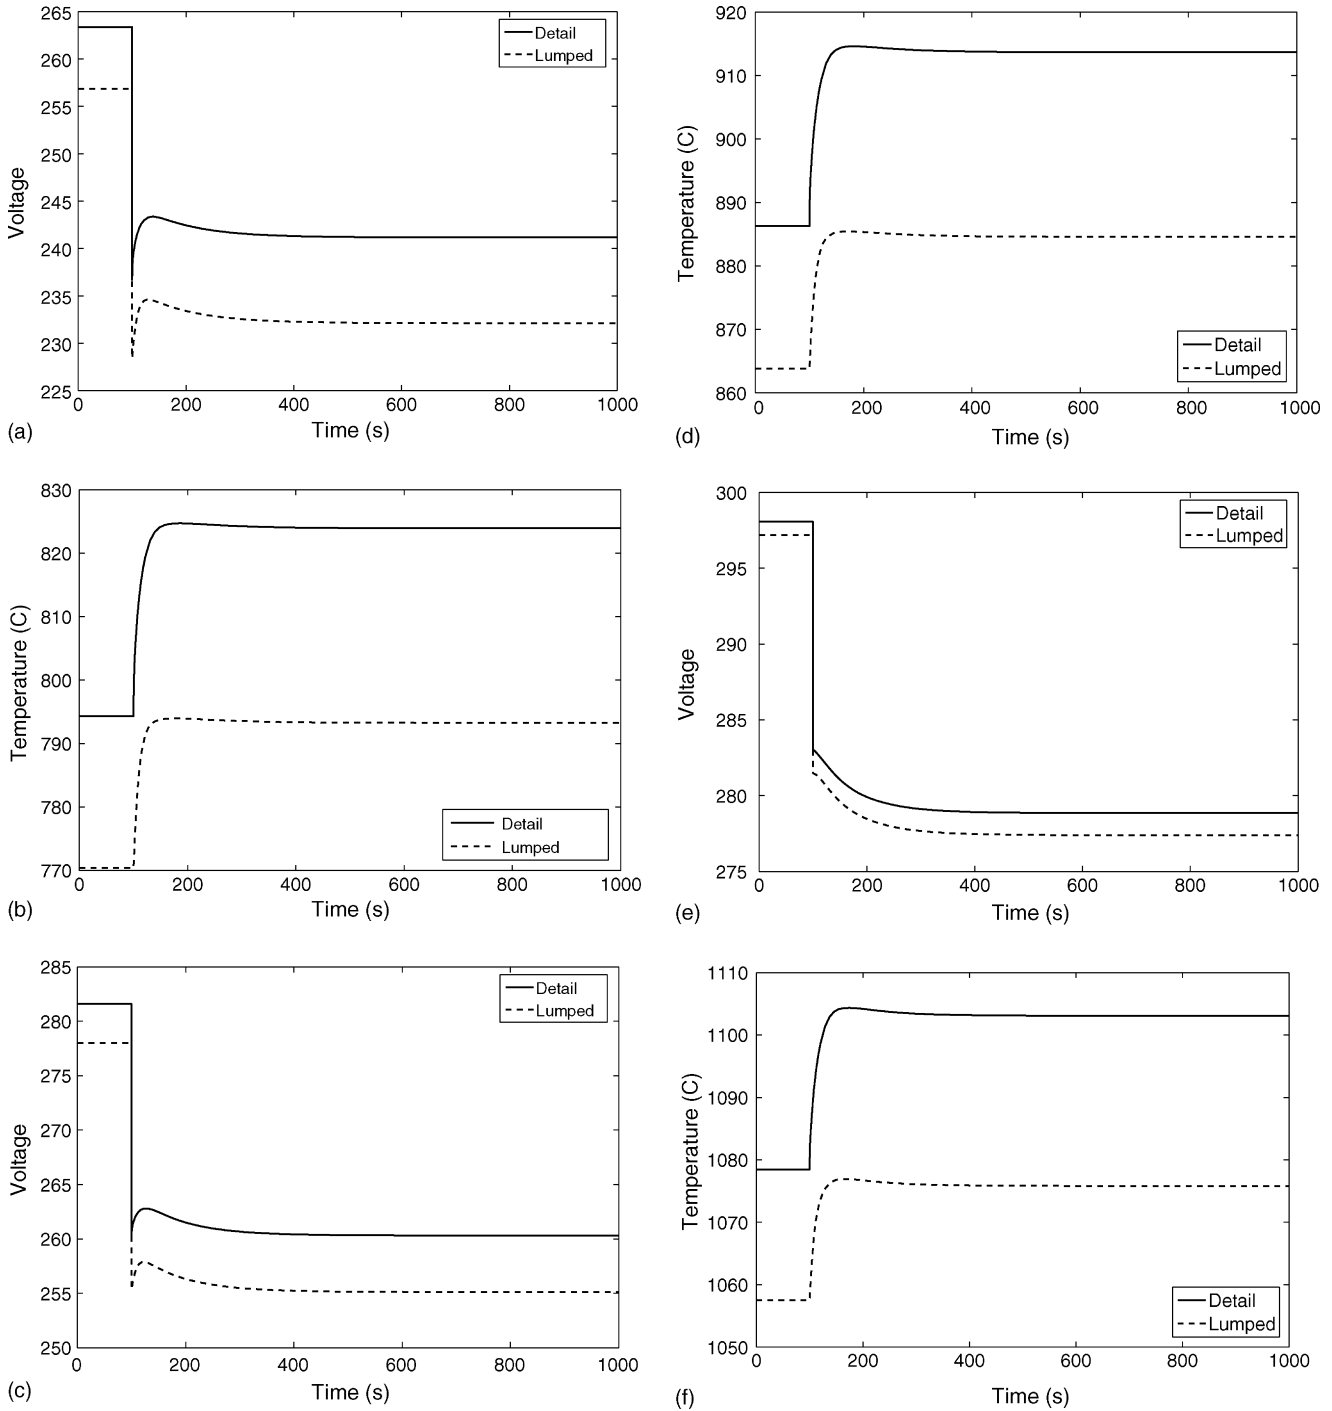 265
260
255
250
245
240
235
230
225
Voltage
0 200 400 600 800 1000
Time (s)
Detail
Lumped
(a)
830
820
810
800
790
780
770
Temperature (C)
0 200 400 600 800 1000
Time (s)
Detail
Lumped
(b)
285
280
275
270
265
260
255
250
Voltage
0 200 400 600 800 1000
Time (s)
Detail
Lumped
(c)
920
910
900
890
880
870
860
Temperature (C)
0 200 400 600 800 1000
Time (s)
Detail
Lumped
(d)
300
295
290
285
280
275
Voltage
0 200 400 600 800 1000
Time (s)
Detail
Lumped
(e)
1110
1100
1090
1080
1070
1060
1050
Temperature (C)
0 200 400 600 800 1000
Time (s)
Detail
Lumped
(f)